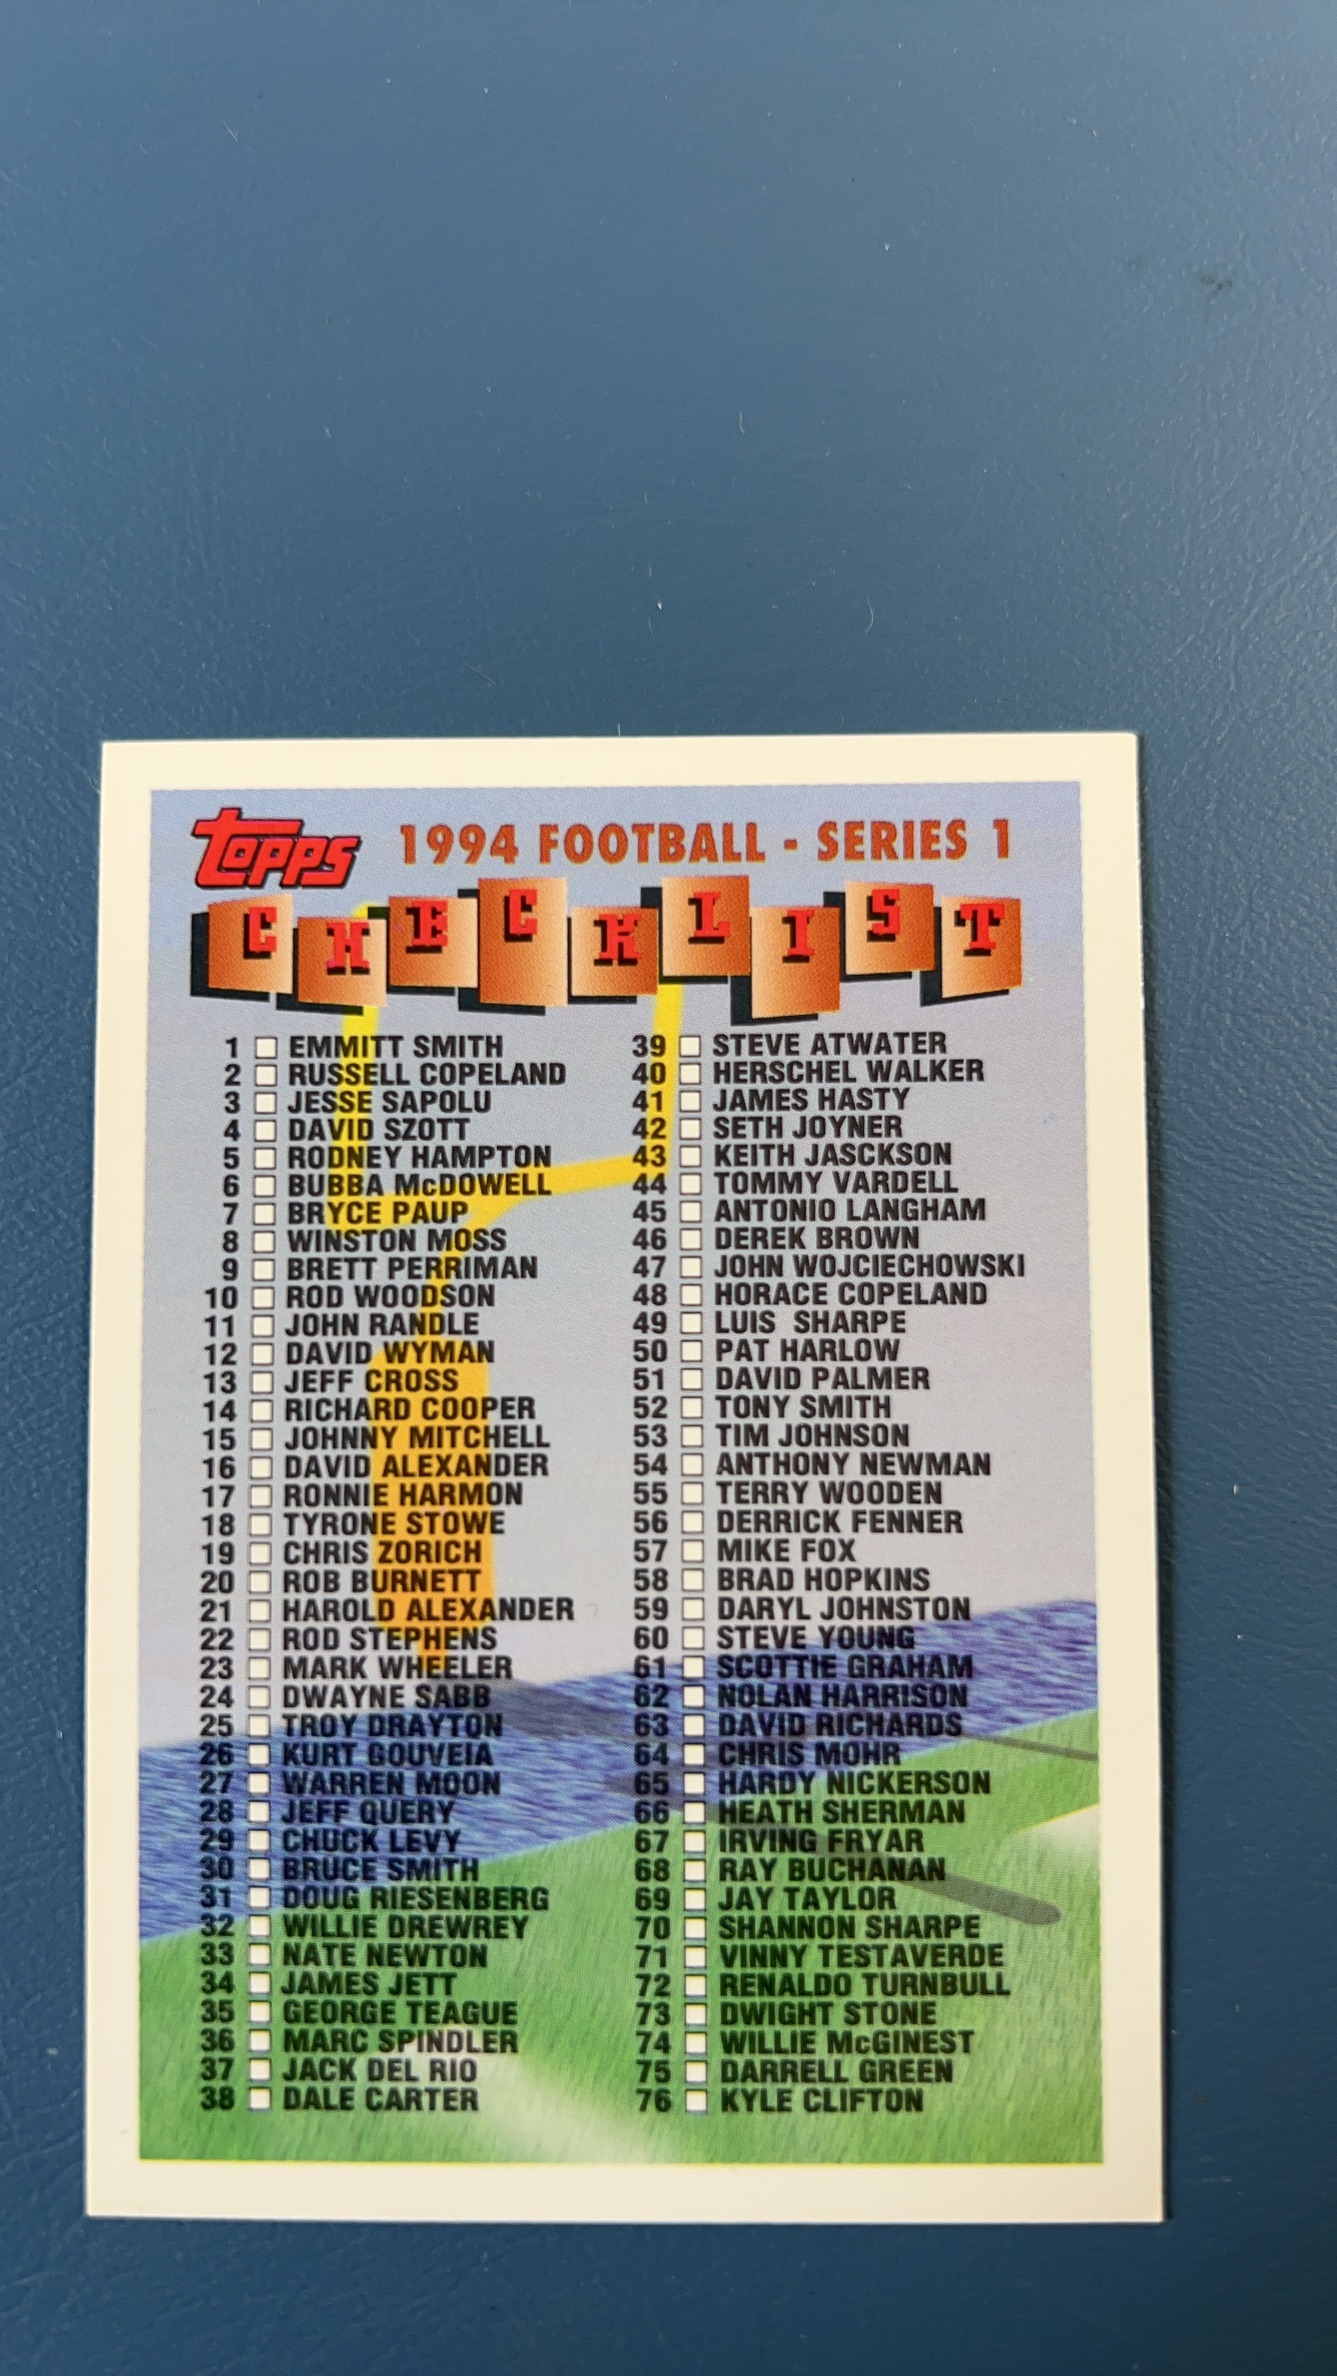 Topps 1994 FOOTBALL - SERIES 1
CHECKLIST
1 EMMITT SMITH
2 RUSSELL COPELAND
3 JESSE SAPOLU
4 DAVID SZOTT
5 RODNEY HAMPTON
6 BUBBA McDOWELL
7 BRYCE PAUP
8 WINSTON MOSS
9 BRETT PERRIMAN
10 ROD WOODSON
11 JOHN RANDLE
12 DAVID WYMAN
13 JEFF CROSS
14 RICHARD COOPER
15 JOHNNY MITCHELL
16 DAVID ALEXANDER
17 RONNIE HARMON
18 TYRONE STOWE
19 CHRIS ZORICH
20 ROB BURNETT
21 HAROLD ALEXANDER
22 ROD STEPHENS
23 MARK WHEELER
24 DWAYNE SABB
25 TROY DRAYTON
26 KURT GOUVEIA
27 WARREN MOON
28 JEFF QUERY
29 CHUCK LEVY
30 BRUCE SMITH
31 DOUG RIESENBERG
32 WILLIE DREWREY
33 NATE NEWTON
34 JAMES JETT
35 GEORGE TEAGUE
36 MARC SPINDLER
37 JACK DEL RIO
38 DALE CARTER
39 STEVE ATWATER
40 HERSCHEL WALKER
41 JAMES HASTY
42 SETH JOYNER
43 KEITH JASCKSON
44 TOMMY VARDELL
45 ANTONIO LANGHAM
46 DEREK BROWN
47 JOHN WOJCIECHOWSKI
48 HORACE COPELAND
49 LUIS SHARPE
50 PAT HARLOW
51 DAVID PALMER
52 TONY SMITH
53 TIM JOHNSON
54 ANTHONY NEWMAN
55 TERRY WOODEN
56 DERRICK FENNER
57 MIKE FOX
58 BRAD HOPKINS
59 DARYL JOHNSTON
60 STEVE YOUNG
61 SCOTTIE GRAHAM
62 NOLAN HARRISON
63 DAVID RICHARDS
64 CHRIS MOHR
65 HARDY NICKERSON
66 HEATH SHERMAN
67 IRVING FRYAR
68 RAY BUCHANAN
69 JAY TAYLOR
70 SHANNON SHARPE
71 VINNY TESTAVERDE
72 RENALDO TURNBULL
73 DWIGHT STONE
74 WILLIE McGINEST
75 DARRELL GREEN
76 KYLE CLIFTON